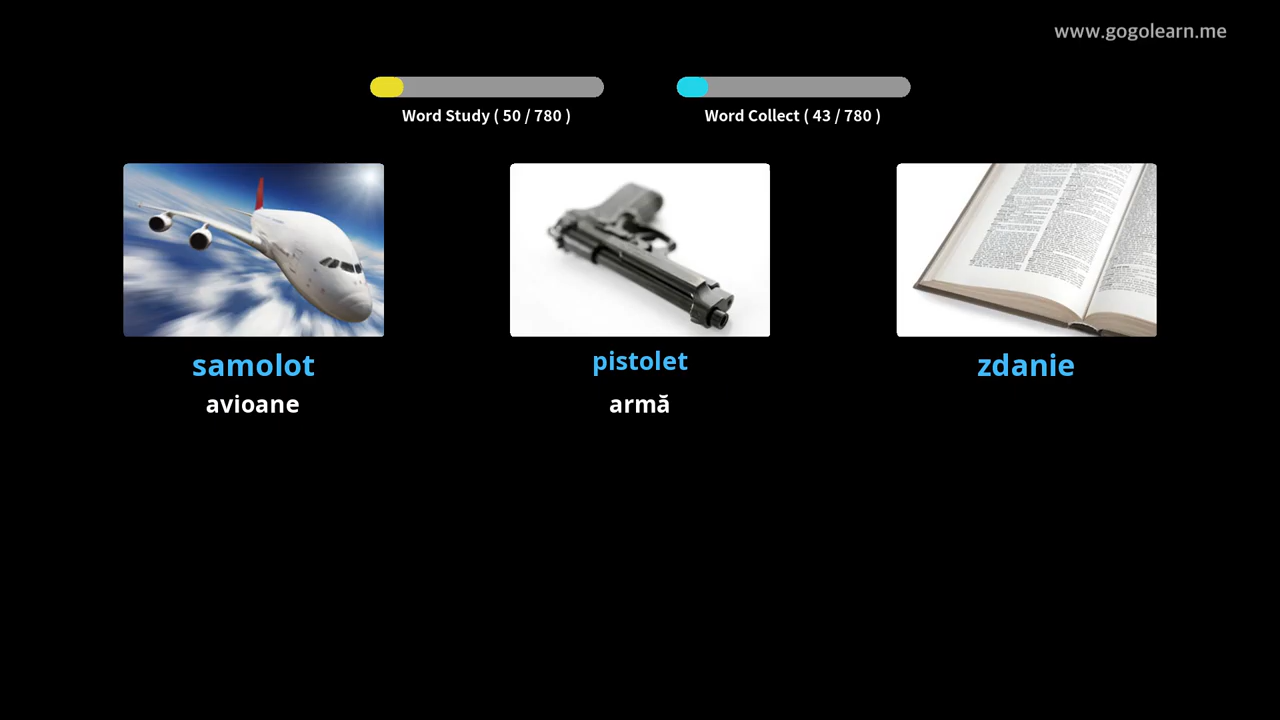 www.gogolearn.me
Word Study ( 50 / 780 )
Word Collect ( 43 / 780 )
samolot
avioane
pistolet
armă
zdanie